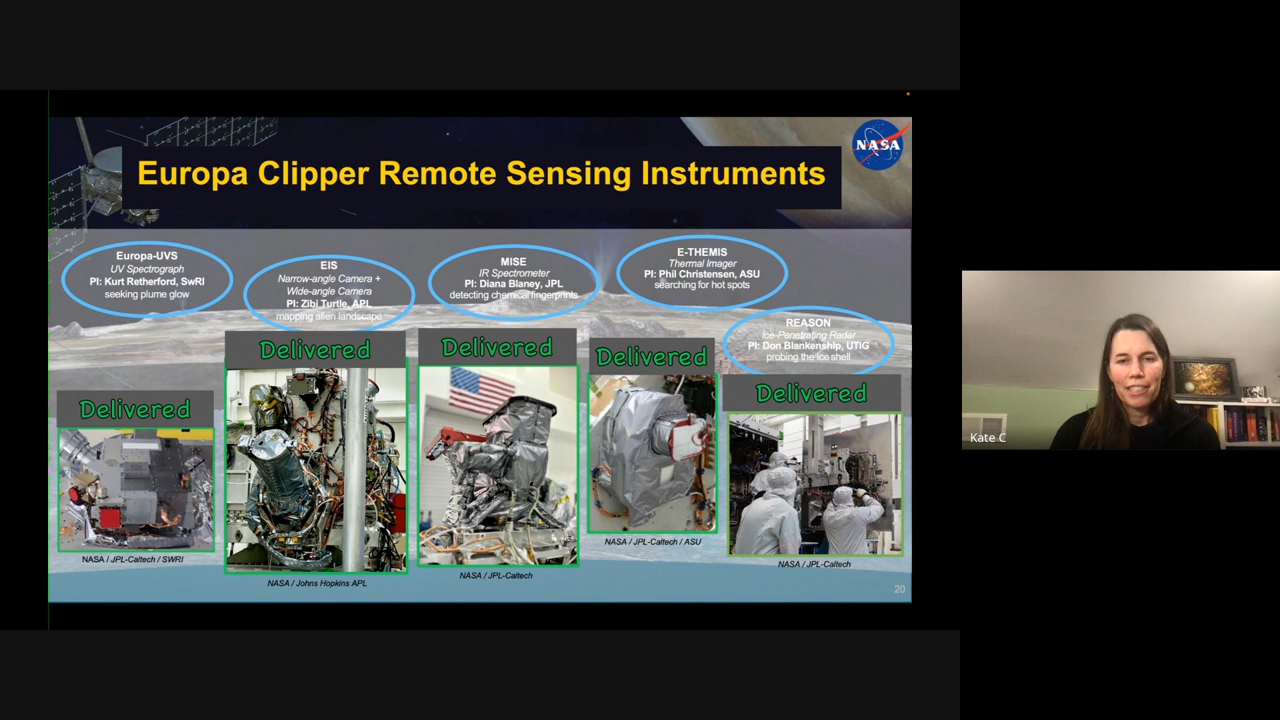 NASA
Europa Clipper Remote Sensing Instruments
Europa-UVS
UV Spectrograph
PI: Kurt Retherford, SwRI
seeking plume glow
EIS
Narrow-angle Camera +
Wide-angle Camera
PI: Zibi Turtle, APL
mapping alien landscape
MISE
IR Spectrometer
PI: Diana Blaney, JPL
detecting chemical fingerprints
E-THEMIS
Thermal Imager
PI: Phil Christensen, ASU
searching for hot spots
REASON
Ice-Penetrating Radar
PI: Don Blankenship, UTIG
probing the ice shell
Delivered
Delivered
Delivered
Delivered
Delivered
NASA / JPL-Caltech / SWRI
NASA / Johns Hopkins APL
NASA / JPL-Caltech
NASA / JPL-Caltech / ASU
NASA / JPL-Caltech
20
Kate C